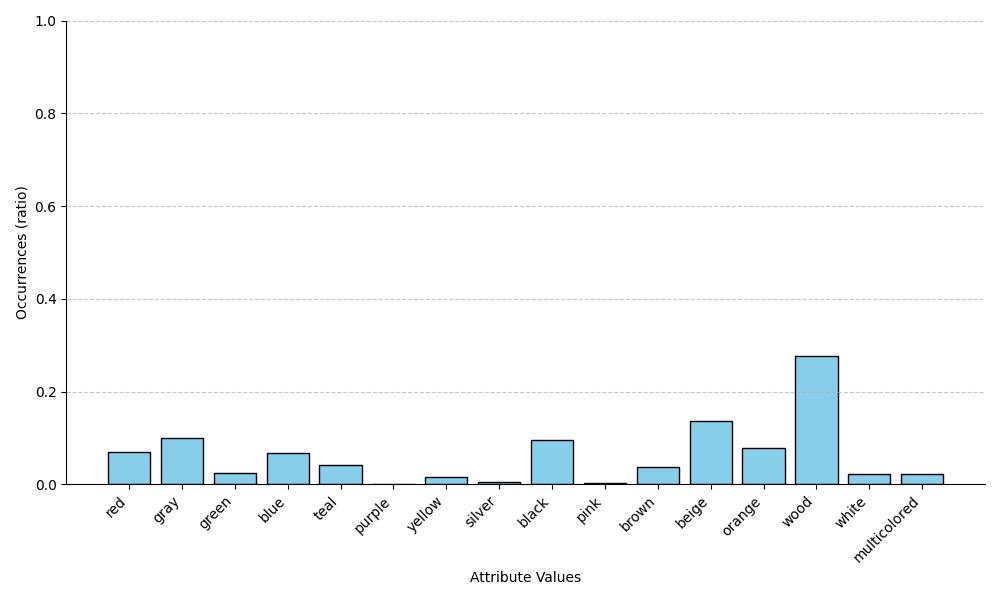 1.0
0.8
0.6
0.4
0.2
0.0
Occurrences (ratio)
red
gray
green
blue
teal
purple
yellow
silver
black
pink
brown
beige
orange
wood
white
multicolored
Attribute Values